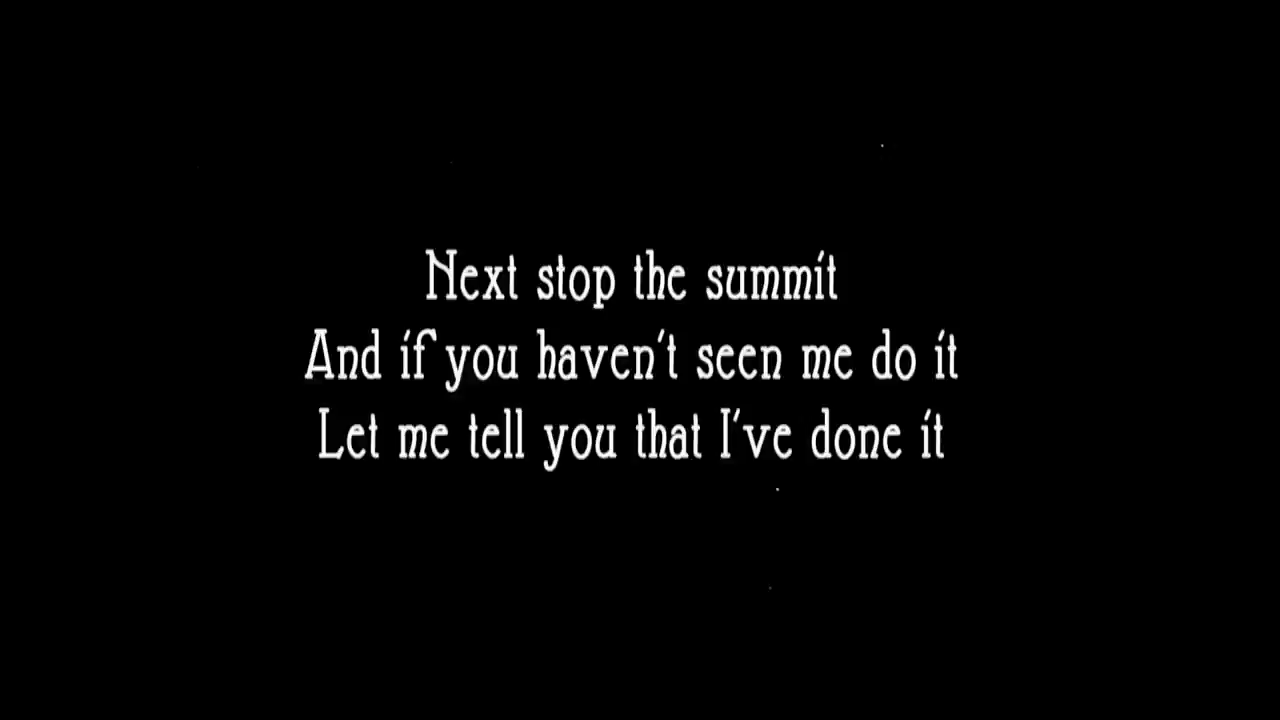 Next stop the summit
And if you haven't seen me do it
Let me tell you that I've done it